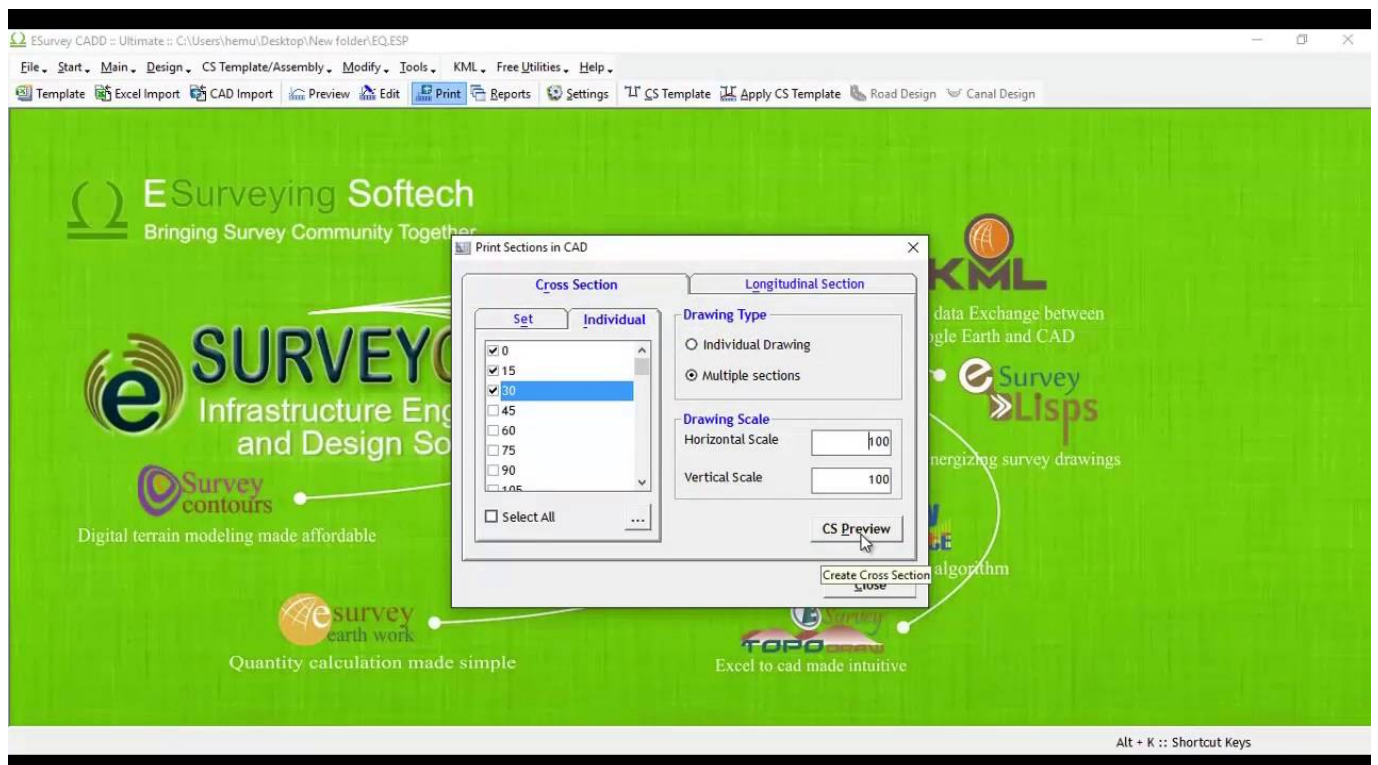 ESurvey CADD :: Ultimate :: C:\Users\hemu\Desktop\New folder\EQ.ESP
File Start Main Design CS Template/Assembly Modify Tools KML Free Utilities Help
Template Excel Import CAD Import Preview Edit Print Reports Settings CS Template Apply CS Template Road Design Canal Design
ESurveying Softech
Bringing Survey Community Together
Print Sections in CAD
Cross Section Longitudinal Section
Set Individual
0
15
30
45
60
75
90
105
Select All
...
Drawing Type
Individual Drawing
Multiple sections
Drawing Scale
Horizontal Scale 100
Vertical Scale 100
CS Preview
Create Cross Section
Close
KML
data Exchange between
ogle Earth and CAD
e SURVEY
Infrastructure Eng
and Design So
e Survey
Lisps
nergizing survey drawings
Survey
contours
Digital terrain modeling made affordable
algorithm
e survey
earth work
Quantity calculation made simple
E Survey
TOPO DRAW
Excel to cad made intuitive
Alt + K :: Shortcut Keys